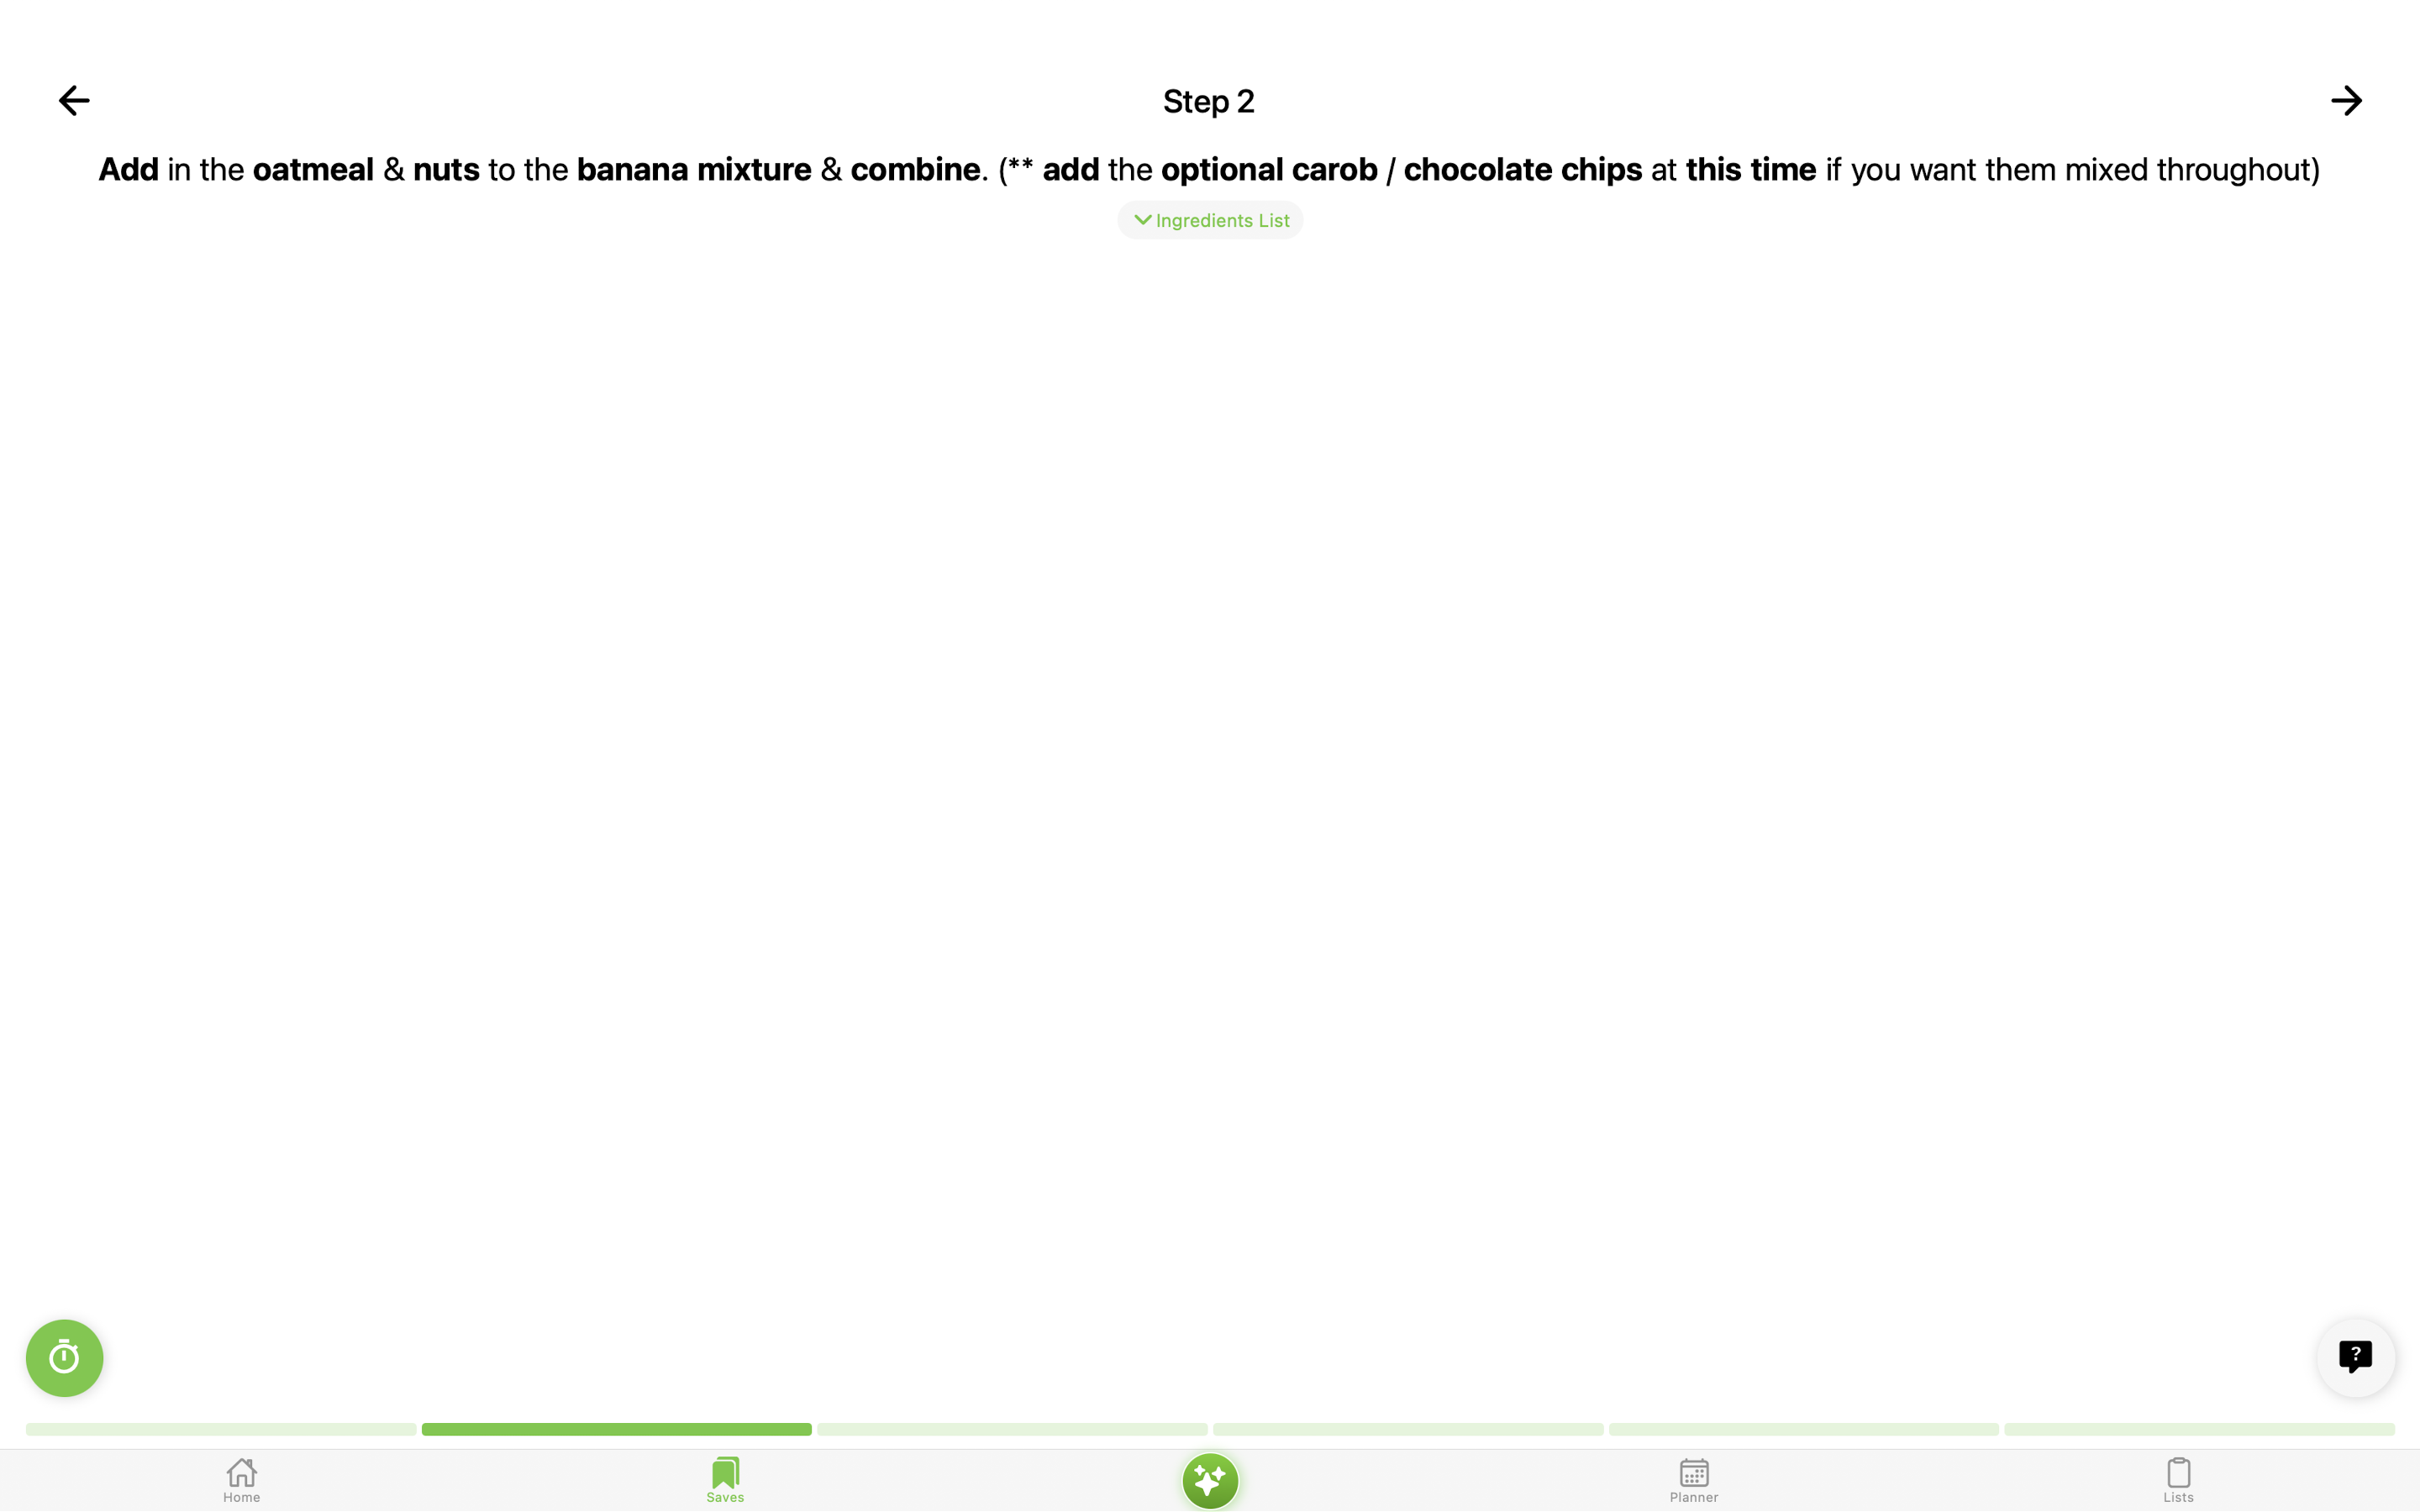 Step 2
Add in the oatmeal & nuts to the banana mixture & combine. (** add the optional carob / chocolate chips at this time if you want them mixed throughout)
Ingredients List
?
Home
Saves
Planner
Lists